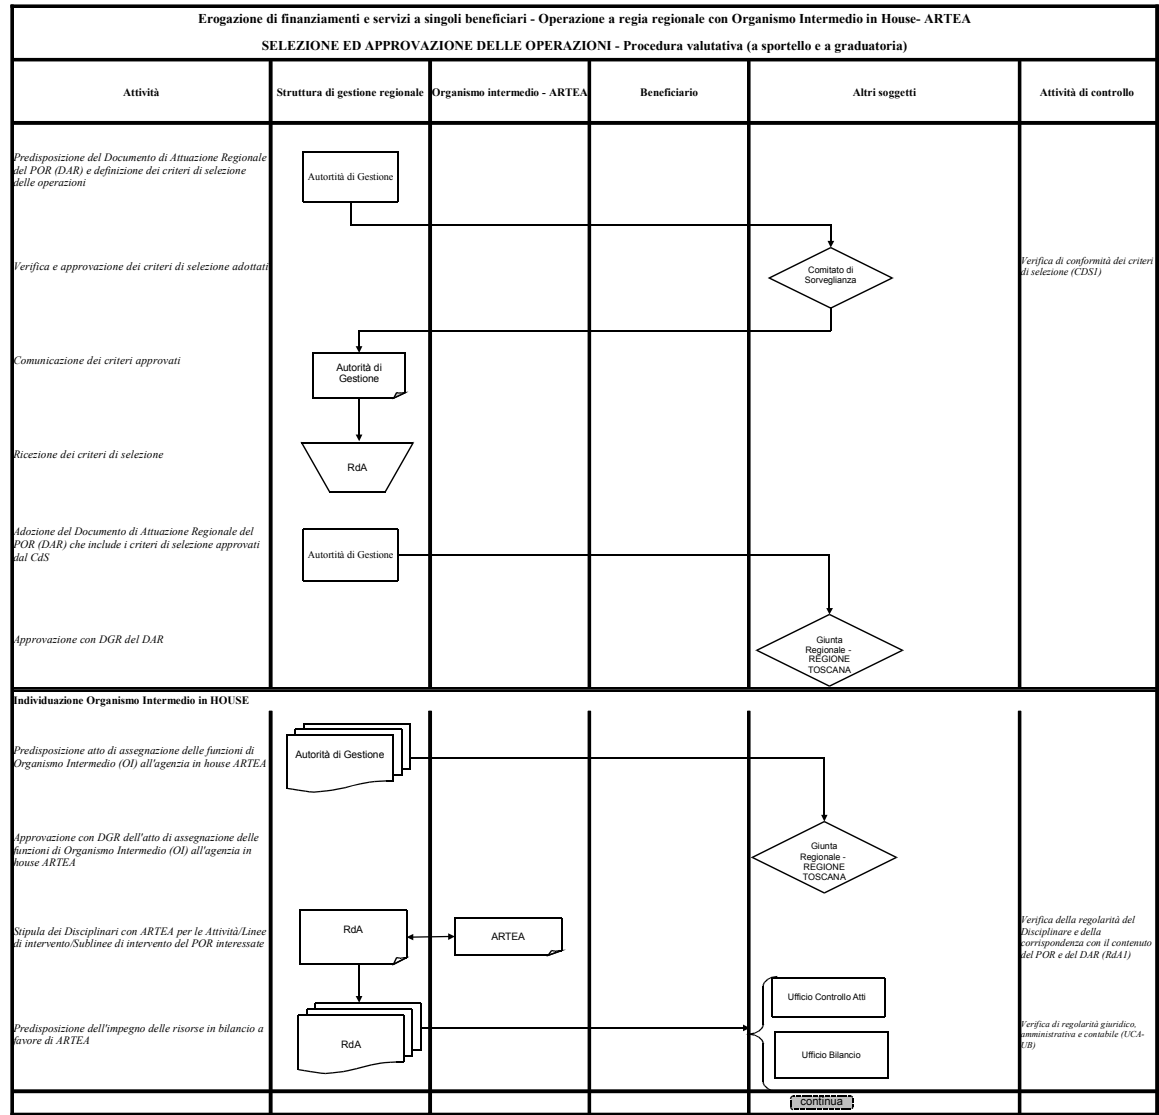 Erogazione di finanziamenti e servizi a singoli beneficiari - Operazione a regia regionale con Organismo Intermedio in House- ARTEA
SELEZIONE ED APPROVAZIONE DELLE OPERAZIONI - Procedura valutativa (a sportello e a graduatoria)
Attività
Struttura di gestione regionale
Organismo intermedio - ARTEA
Beneficiario
Altri soggetti
Attività di controllo
Predisposizione del Documento di Attuazione Regionale
del POR (DAR) e definizione dei criteri di selezione
delle operazioni
Autortità di Gestione
Verifica e approvazione dei criteri di selezione adottati
Comitato di
Sorveglianza
Verifica di conformità dei criteri
di selezione (CDS1)
Comunicazione dei criteri approvati
Autorità di
Gestione
Ricezione dei criteri di selezione
RdA
Adozione del Documento di Attuazione Regionale del
POR (DAR) che include i criteri di selezione approvati
dal CdS
Autortità di Gestione
Approvazione con DGR del DAR
Giunta
Regionale -
REGIONE
TOSCANA
Individuazione Organismo Intermedio in HOUSE
Predisposizione atto di assegnazione delle funzioni di
Organismo Intermedio (OI) all'agenzia in house ARTEA
Autorità di Gestione
Approvazione con DGR dell'atto di assegnazione delle
funzioni di Organismo Intermedio (OI) all'agenzia in
house ARTEA
Giunta
Regionale -
REGIONE
TOSCANA
Stipula dei Disciplinari con ARTEA per le Attività/Linee
di intervento/Sublinee di intervento del POR interessate
RdA
ARTEA
Verifica della regolarità del
Disciplinare e della
corrispondenza con il contenuto
del POR e del DAR (RdA1)
Predisposizione dell'impegno delle risorse in bilancio a
favore di ARTEA
RdA
Ufficio Controllo Atti
Ufficio Bilancio
Verifica di regolarità giuridico,
amministrativa e contabile (UCA-
UB)
continua